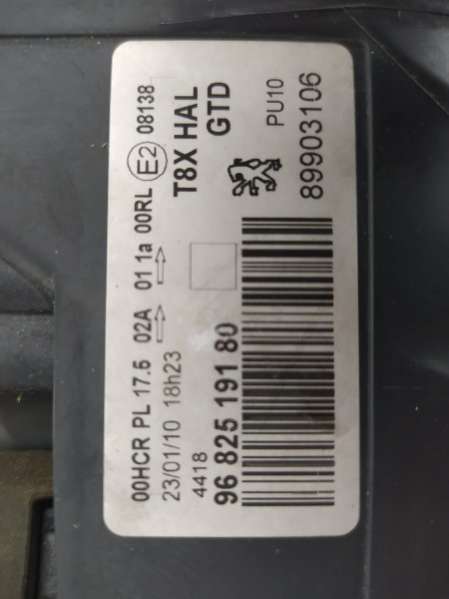 00HCR PL 17.6 02A 01 1a 00RL E2 08138
23/01/10 18h23
T8X HAL
4418
GTD
96 825 191 80
PU10
89903106